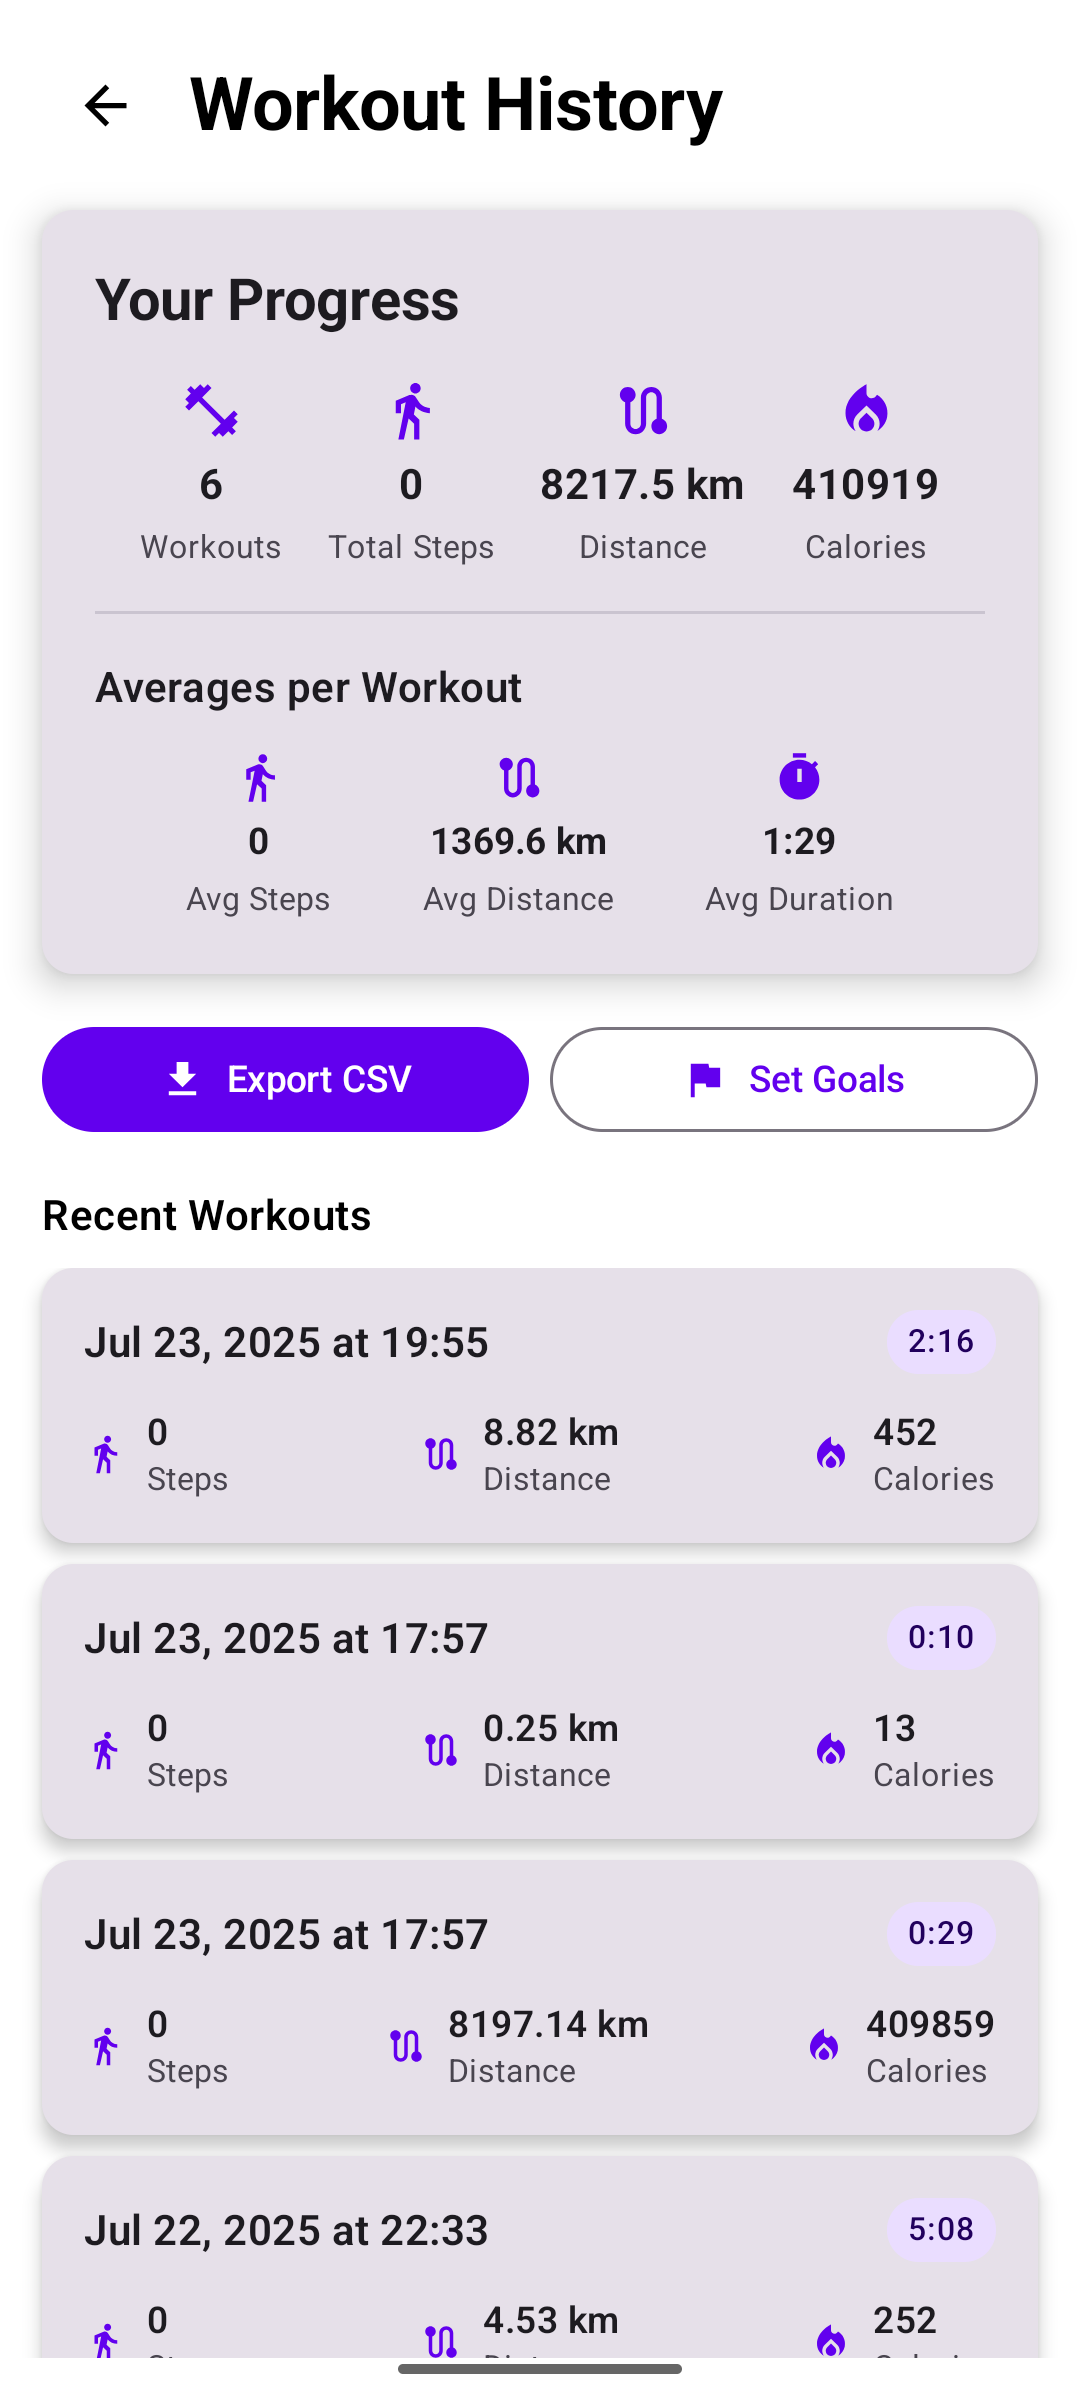 Workout History
Your Progress
6 0 8217.5 km 410919
Workouts Total Steps Distance Calories
Averages per Workout
0 1369.6 km 1:29
Avg Steps Avg Distance Avg Duration
Export CSV Set Goals
Recent Workouts
Jul 23, 2025 at 19:55 2:16
0 8.82 km 452
Steps Distance Calories
Jul 23, 2025 at 17:57 0:10
0 0.25 km 13
Steps Distance Calories
Jul 23, 2025 at 17:57 0:29
0 8197.14 km 409859
Steps Distance Calories
Jul 22, 2025 at 22:33 5:08
0 4.53 km 252